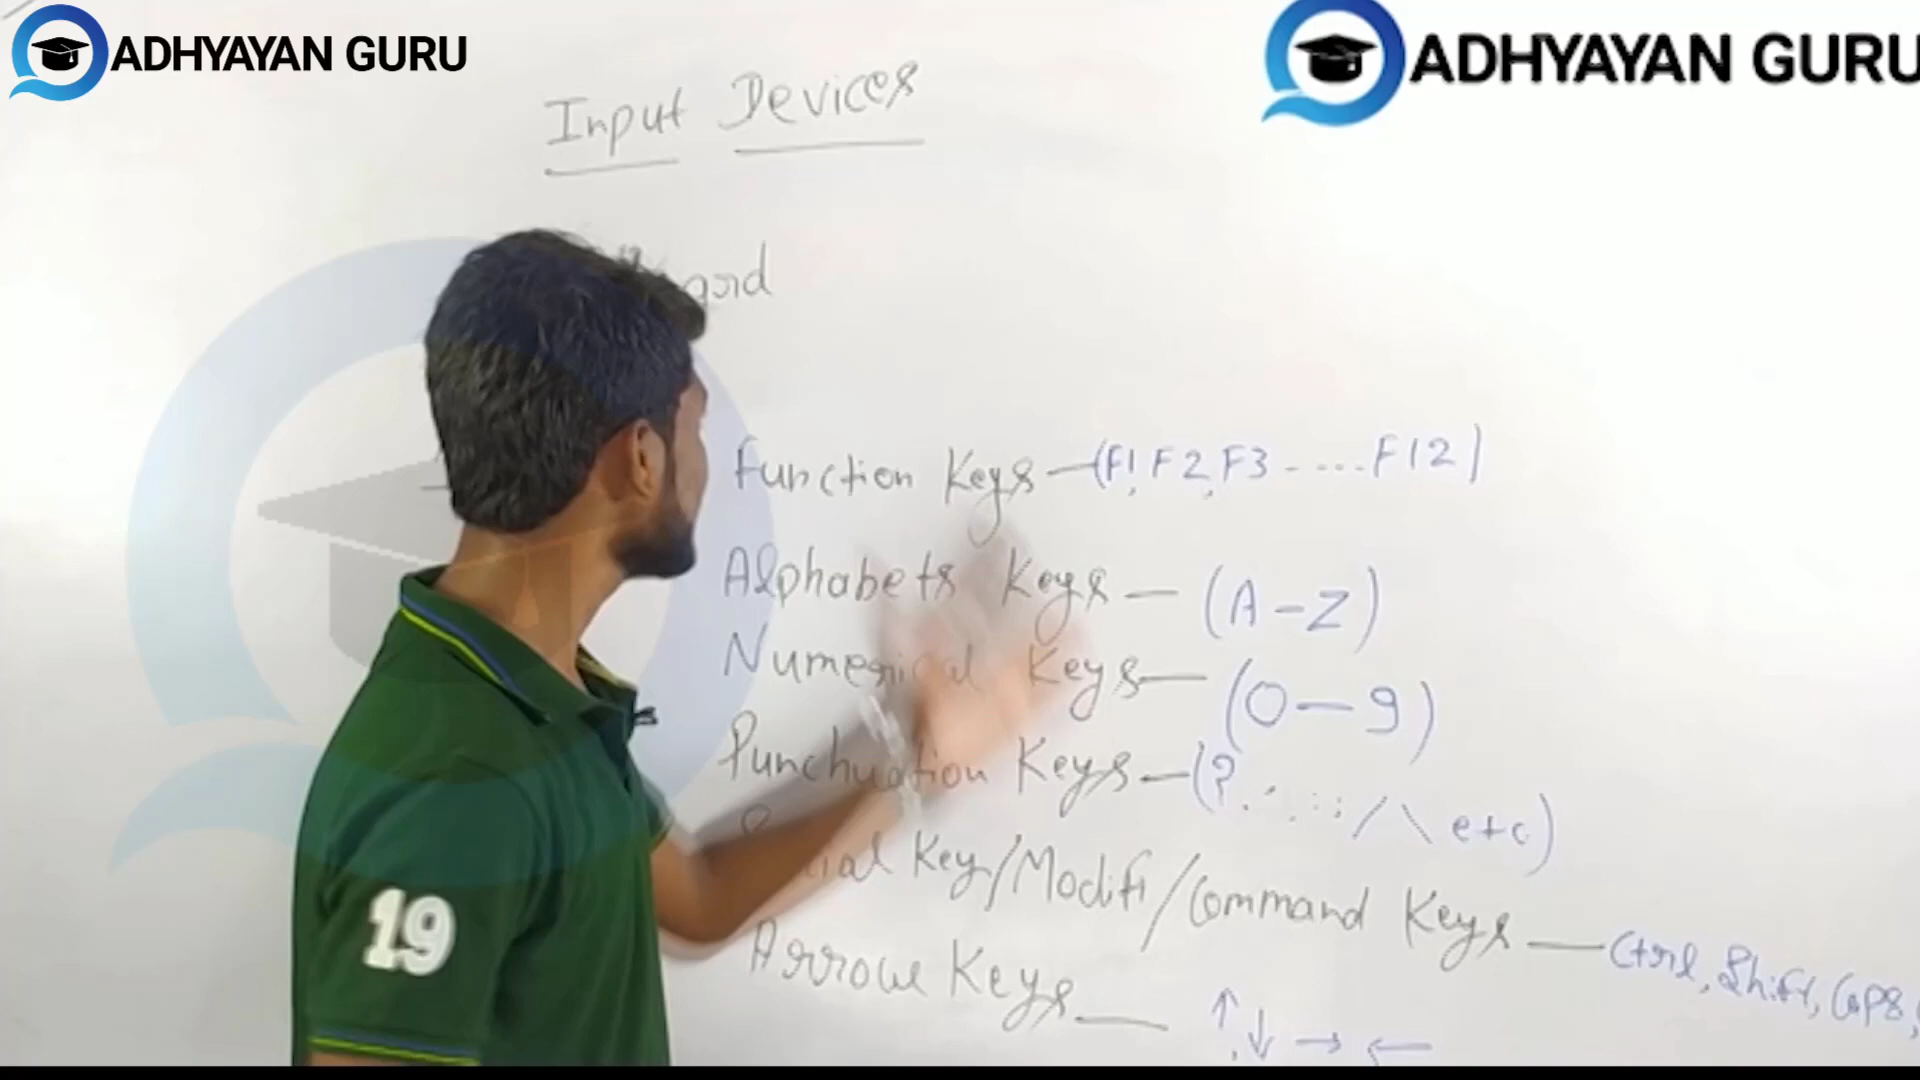 ADHYAYAN GURU
ADHYAYAN GURU
Input Devices
Function Keys — (F1, F2, F3 - .... F12)
Alphabets Keys — (A-Z)
Numerical Keys — (0-9)
Punchuation Keys — (? . / \ etc)
Key/Modifi/Command Keys — Ctrl, Shift, Caps,
Arrow Keys — ↑ ↓ → ←
19